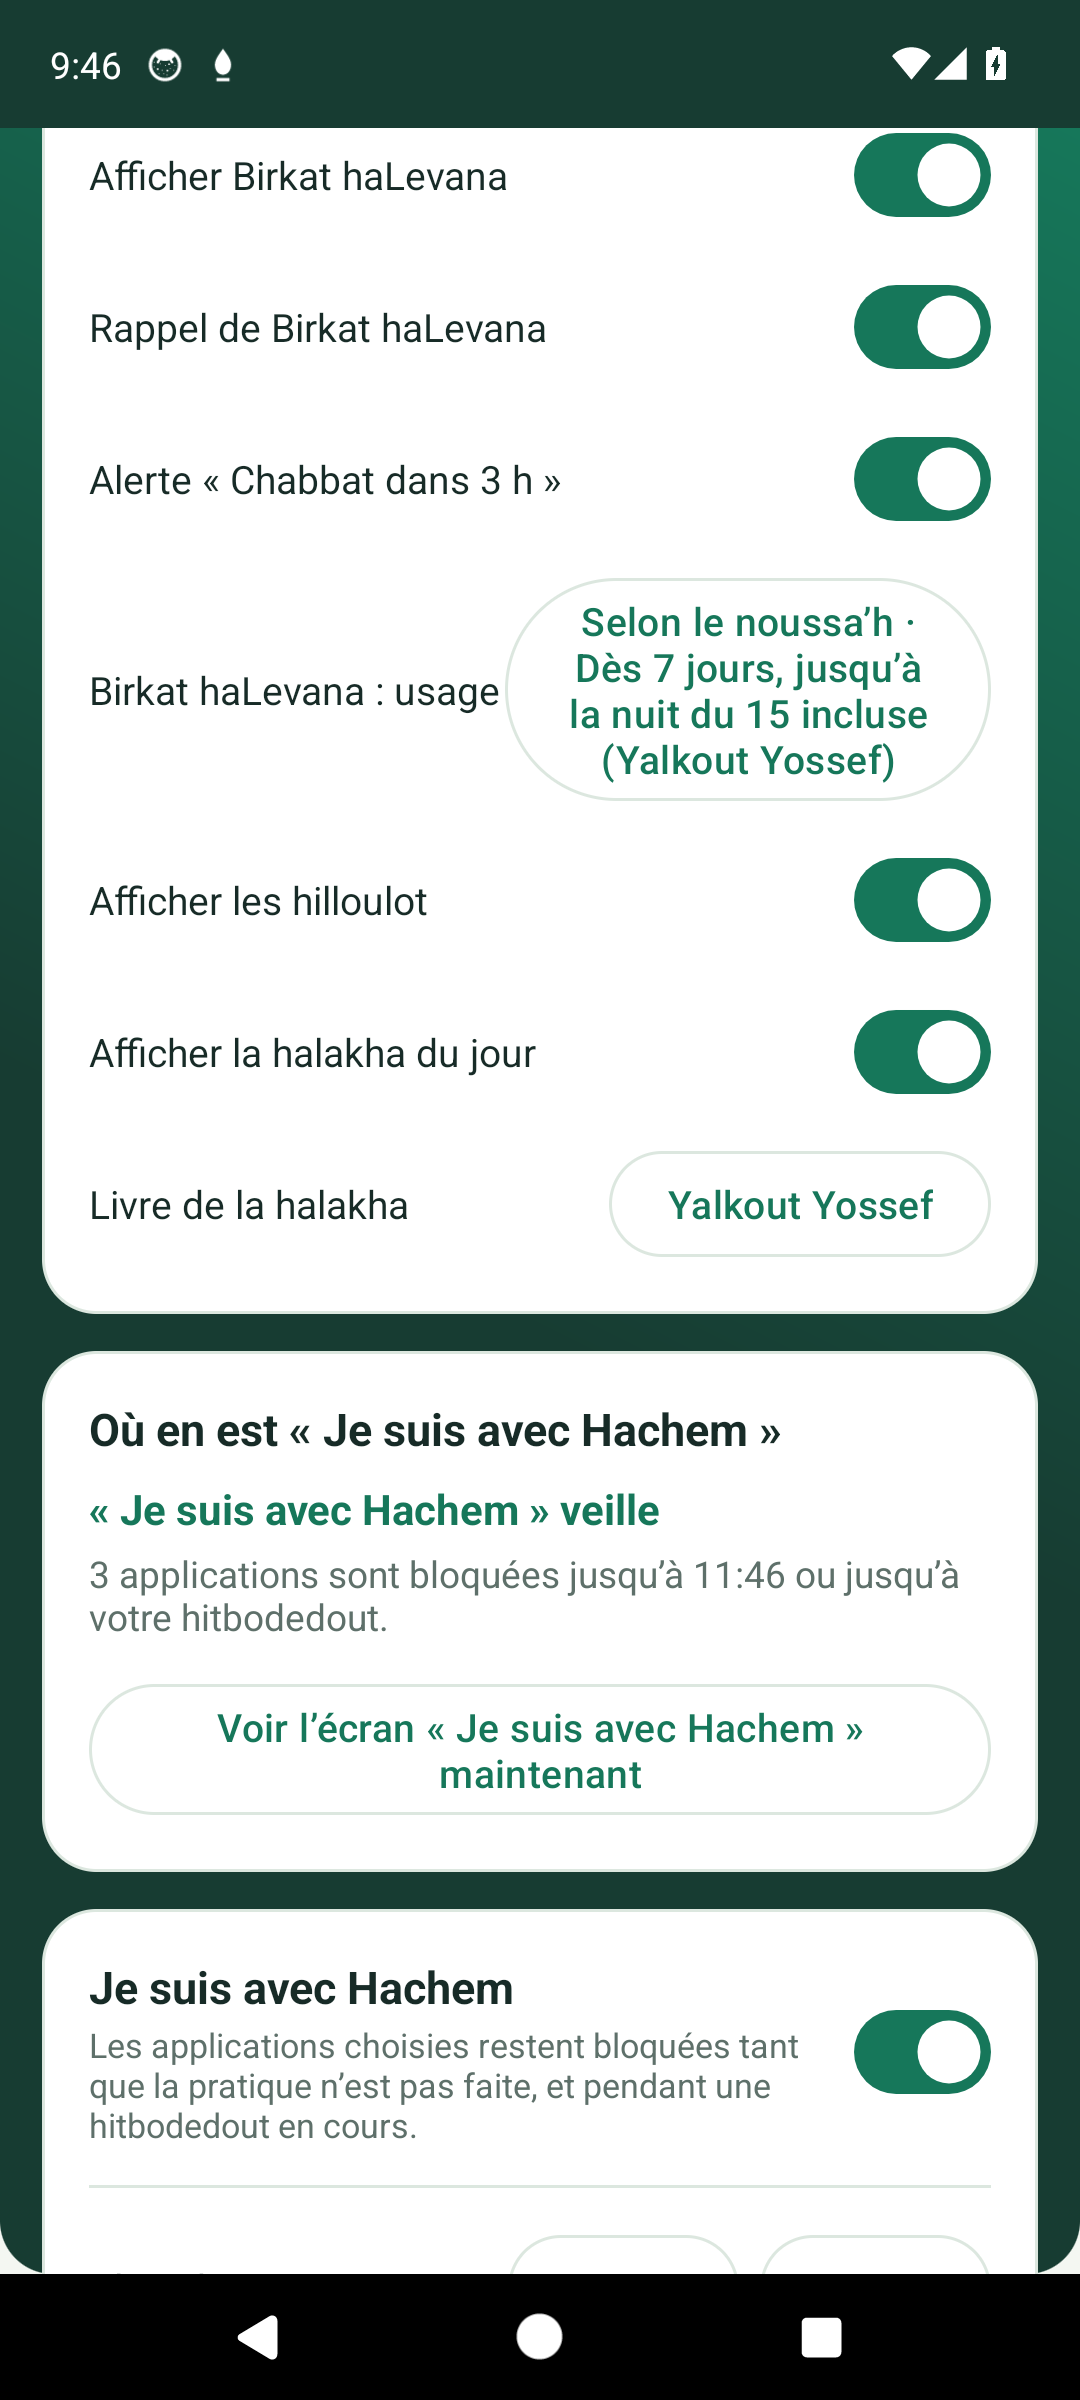 9:46
Afficher Birkat haLevana
Rappel de Birkat haLevana
Alerte « Chabbat dans 3 h »
Birkat haLevana : usage
Selon le noussa’h ·
Dès 7 jours, jusqu’à
la nuit du 15 incluse
(Yalkout Yossef)
Afficher les hilloulot
Afficher la halakha du jour
Livre de la halakha
Yalkout Yossef
Où en est « Je suis avec Hachem »
« Je suis avec Hachem » veille
3 applications sont bloquées jusqu’à 11:46 ou jusqu’à
votre hitbodedout.
Voir l’écran « Je suis avec Hachem »
maintenant
Je suis avec Hachem
Les applications choisies restent bloquées tant
que la pratique n’est pas faite, et pendant une
hitbodedout en cours.